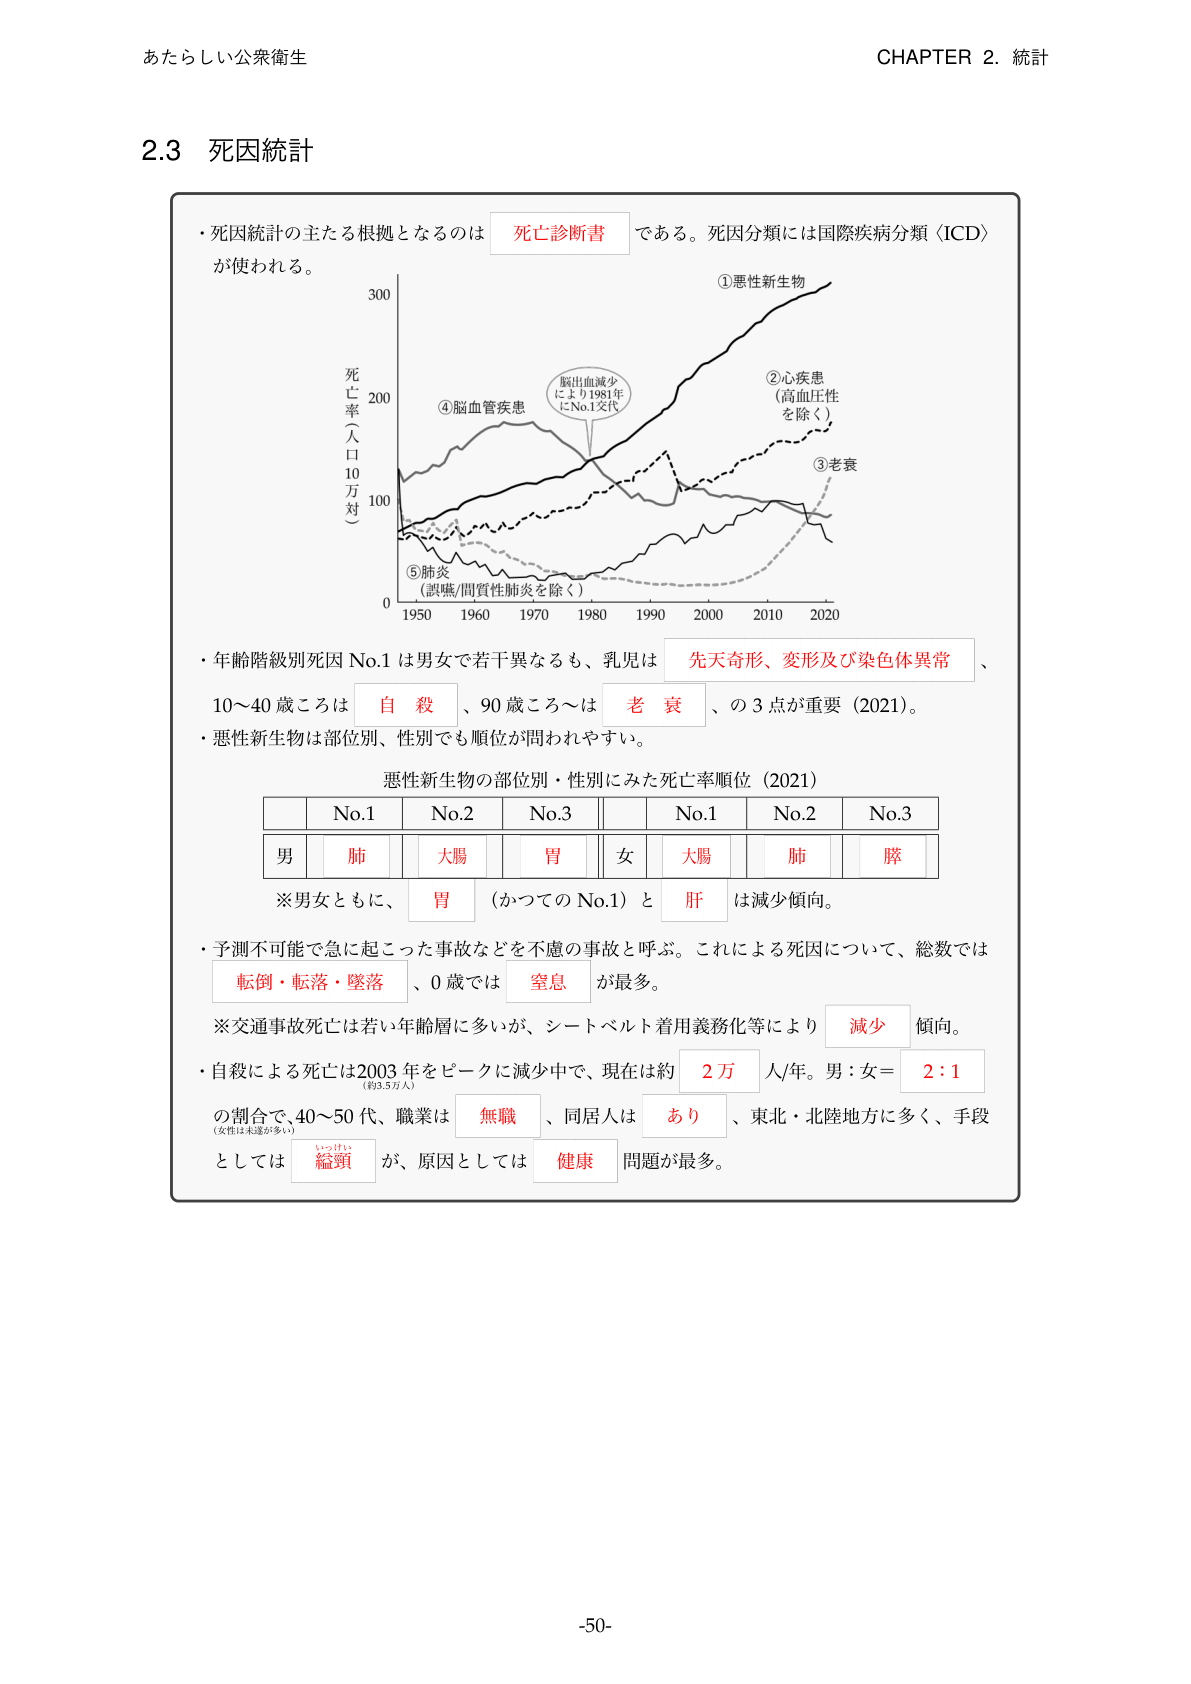 あたらしい公衆衛生 CHAPTER 2. 統計
2.3 死因統計
・死因統計の主たる根拠となるのは 死亡診断書 である。死因分類には国際疾病分類〈ICD〉
が使われる。
①悪性新生物
300
死亡率(人口10万対)
脳出血減少
により1981年
にNo.1交代
②心疾患
(高血圧性
を除く)
200
④脳血管疾患
③老衰
100
⑤肺炎
(誤嚥/間質性肺炎を除く)
0
1950 1960 1970 1980 1990 2000 2010 2020
・年齢階級別死因 No.1 は男女で若干異なるも、乳児は 先天奇形、変形及び染色体異常 、
10〜40 歳ころは 自 殺 、90 歳ころ〜は 老 衰 、の 3 点が重要（2021）。
・悪性新生物は部位別、性別でも順位が問われやすい。
悪性新生物の部位別・性別にみた死亡率順位（2021）
No.1 No.2 No.3 No.1 No.2 No.3
男 肺 大腸 胃 女 大腸 肺 膵
※男女ともに、 胃 （かつての No.1）と 肝 は減少傾向。
・予測不可能で急に起こった事故などを不慮の事故と呼ぶ。これによる死因について、総数では
転倒・転落・墜落 、0 歳では 窒息 が最多。
※交通事故死亡は若い年齢層に多いが、シートベルト着用義務化等により 減少 傾向。
・自殺による死亡は2003 年をピークに減少中で、現在は約 2 万 人/年。男：女＝ 2：1
(約3.5万人)
の割合で、40〜50 代、職業は 無職 、同居人は あり 、東北・北陸地方に多く、手段
(女性は未遂が多い)
いっけい
としては 縊頸 が、原因としては 健康 問題が最多。
-50-